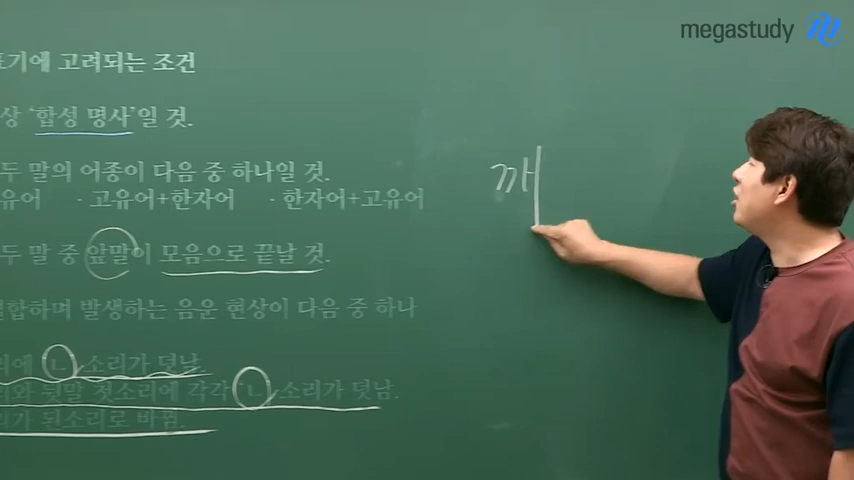 megastudy
표기에 고려되는 조건
상 '합성 명사'일 것.
두 말의 어종이 다음 중 하나일 것.
유어 - 고유어+한자어 - 한자어+고유어
두 말 중 앞말이 모음으로 끝날 것.
결합하며 발생하는 음운 현상이 다음 중 하나
리에 'ㄴ' 소리가 덧남.
리와 뒷말 첫소리에 각각 'ㄴ' 소리가 덧남.
리가 된소리로 바뀜.
깨